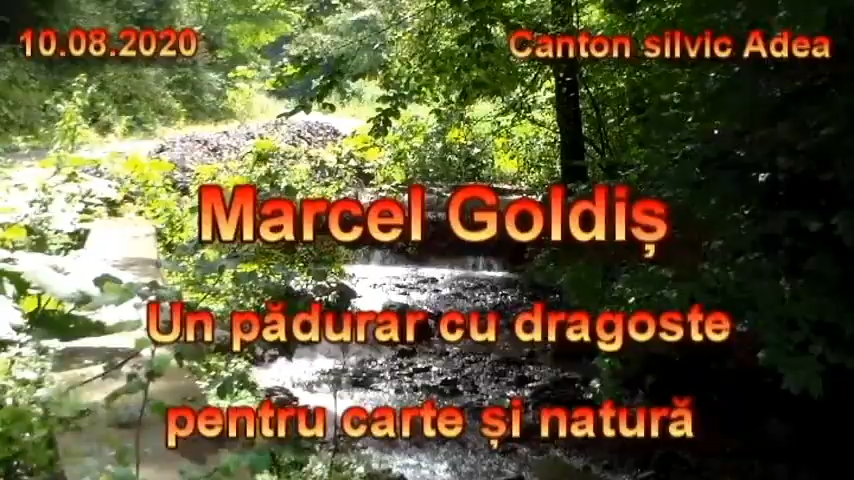 10.08.2020
Canton silvic Adea
Marcel Goldiș
Un pădurar cu dragoste
pentru carte și natură